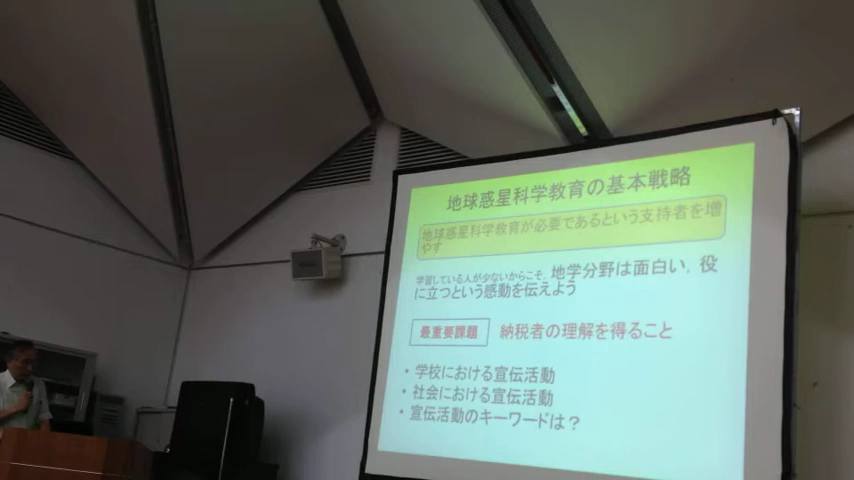 地球惑星科学教育の基本戦略
地球惑星科学教育が必要であるという支持者を増
やす
学習している人が少ないからこそ，地学分野は面白い，役
に立つという感動を伝えよう
最重要課題 納税者の理解を得ること
・学校における宣伝活動
・社会における宣伝活動
・宣伝活動のキーワードは？